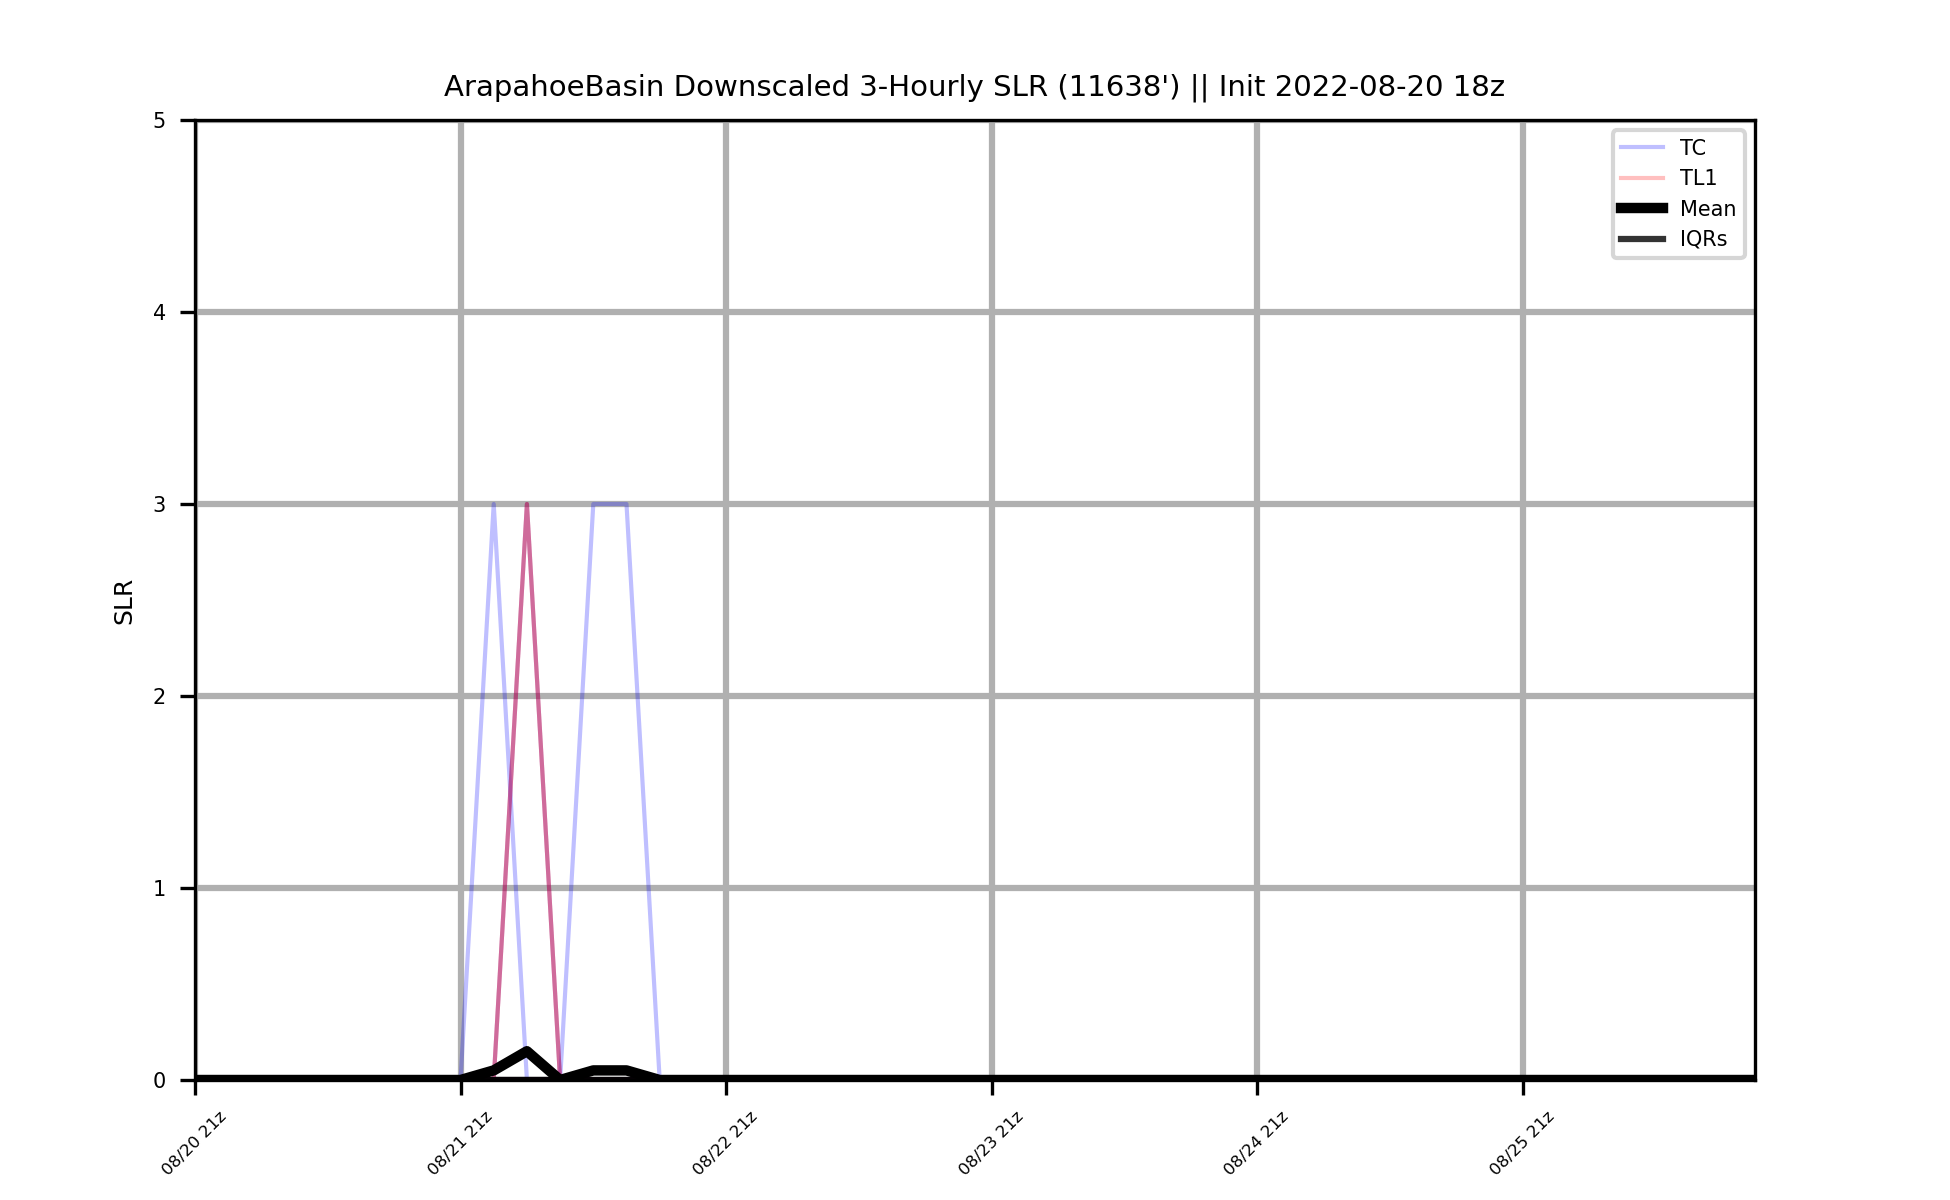 ArapahoeBasin Downscaled 3-Hourly SLR (11638') || Init 2022-08-20 18z
5
4
3
2
1
0
SLR
TC
TL1
Mean
IQRs
08/20 21z
08/21 21z
08/22 21z
08/23 21z
08/24 21z
08/25 21z